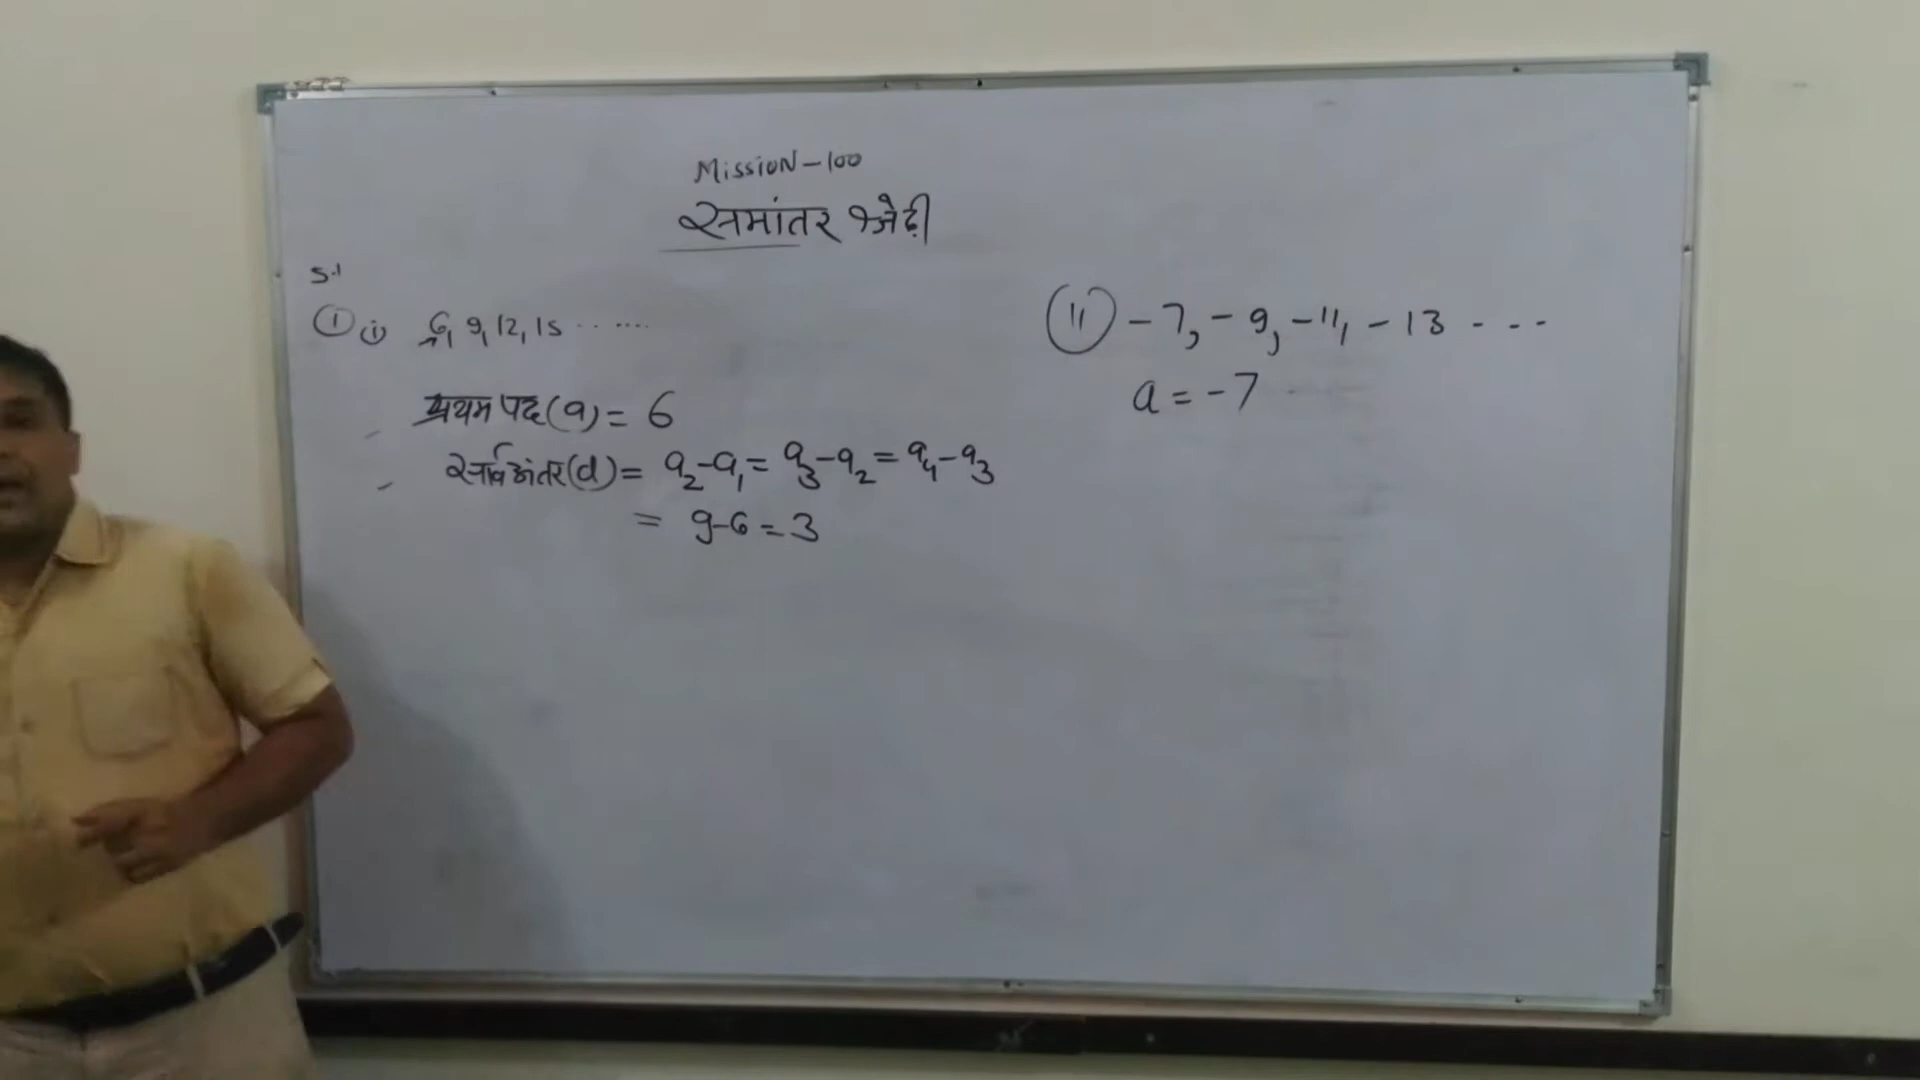 MissioN-100
समांतर श्रेढ़ी
5.1
① (i) 6, 9, 12, 15 .......
प्रथम पद (a) = 6
सार्व अंतर (d) = a₂-a₁ = a₃-a₂ = a₄-a₃
= 9-6 = 3
(ii) -7, -9, -11, -13 ---
a = -7